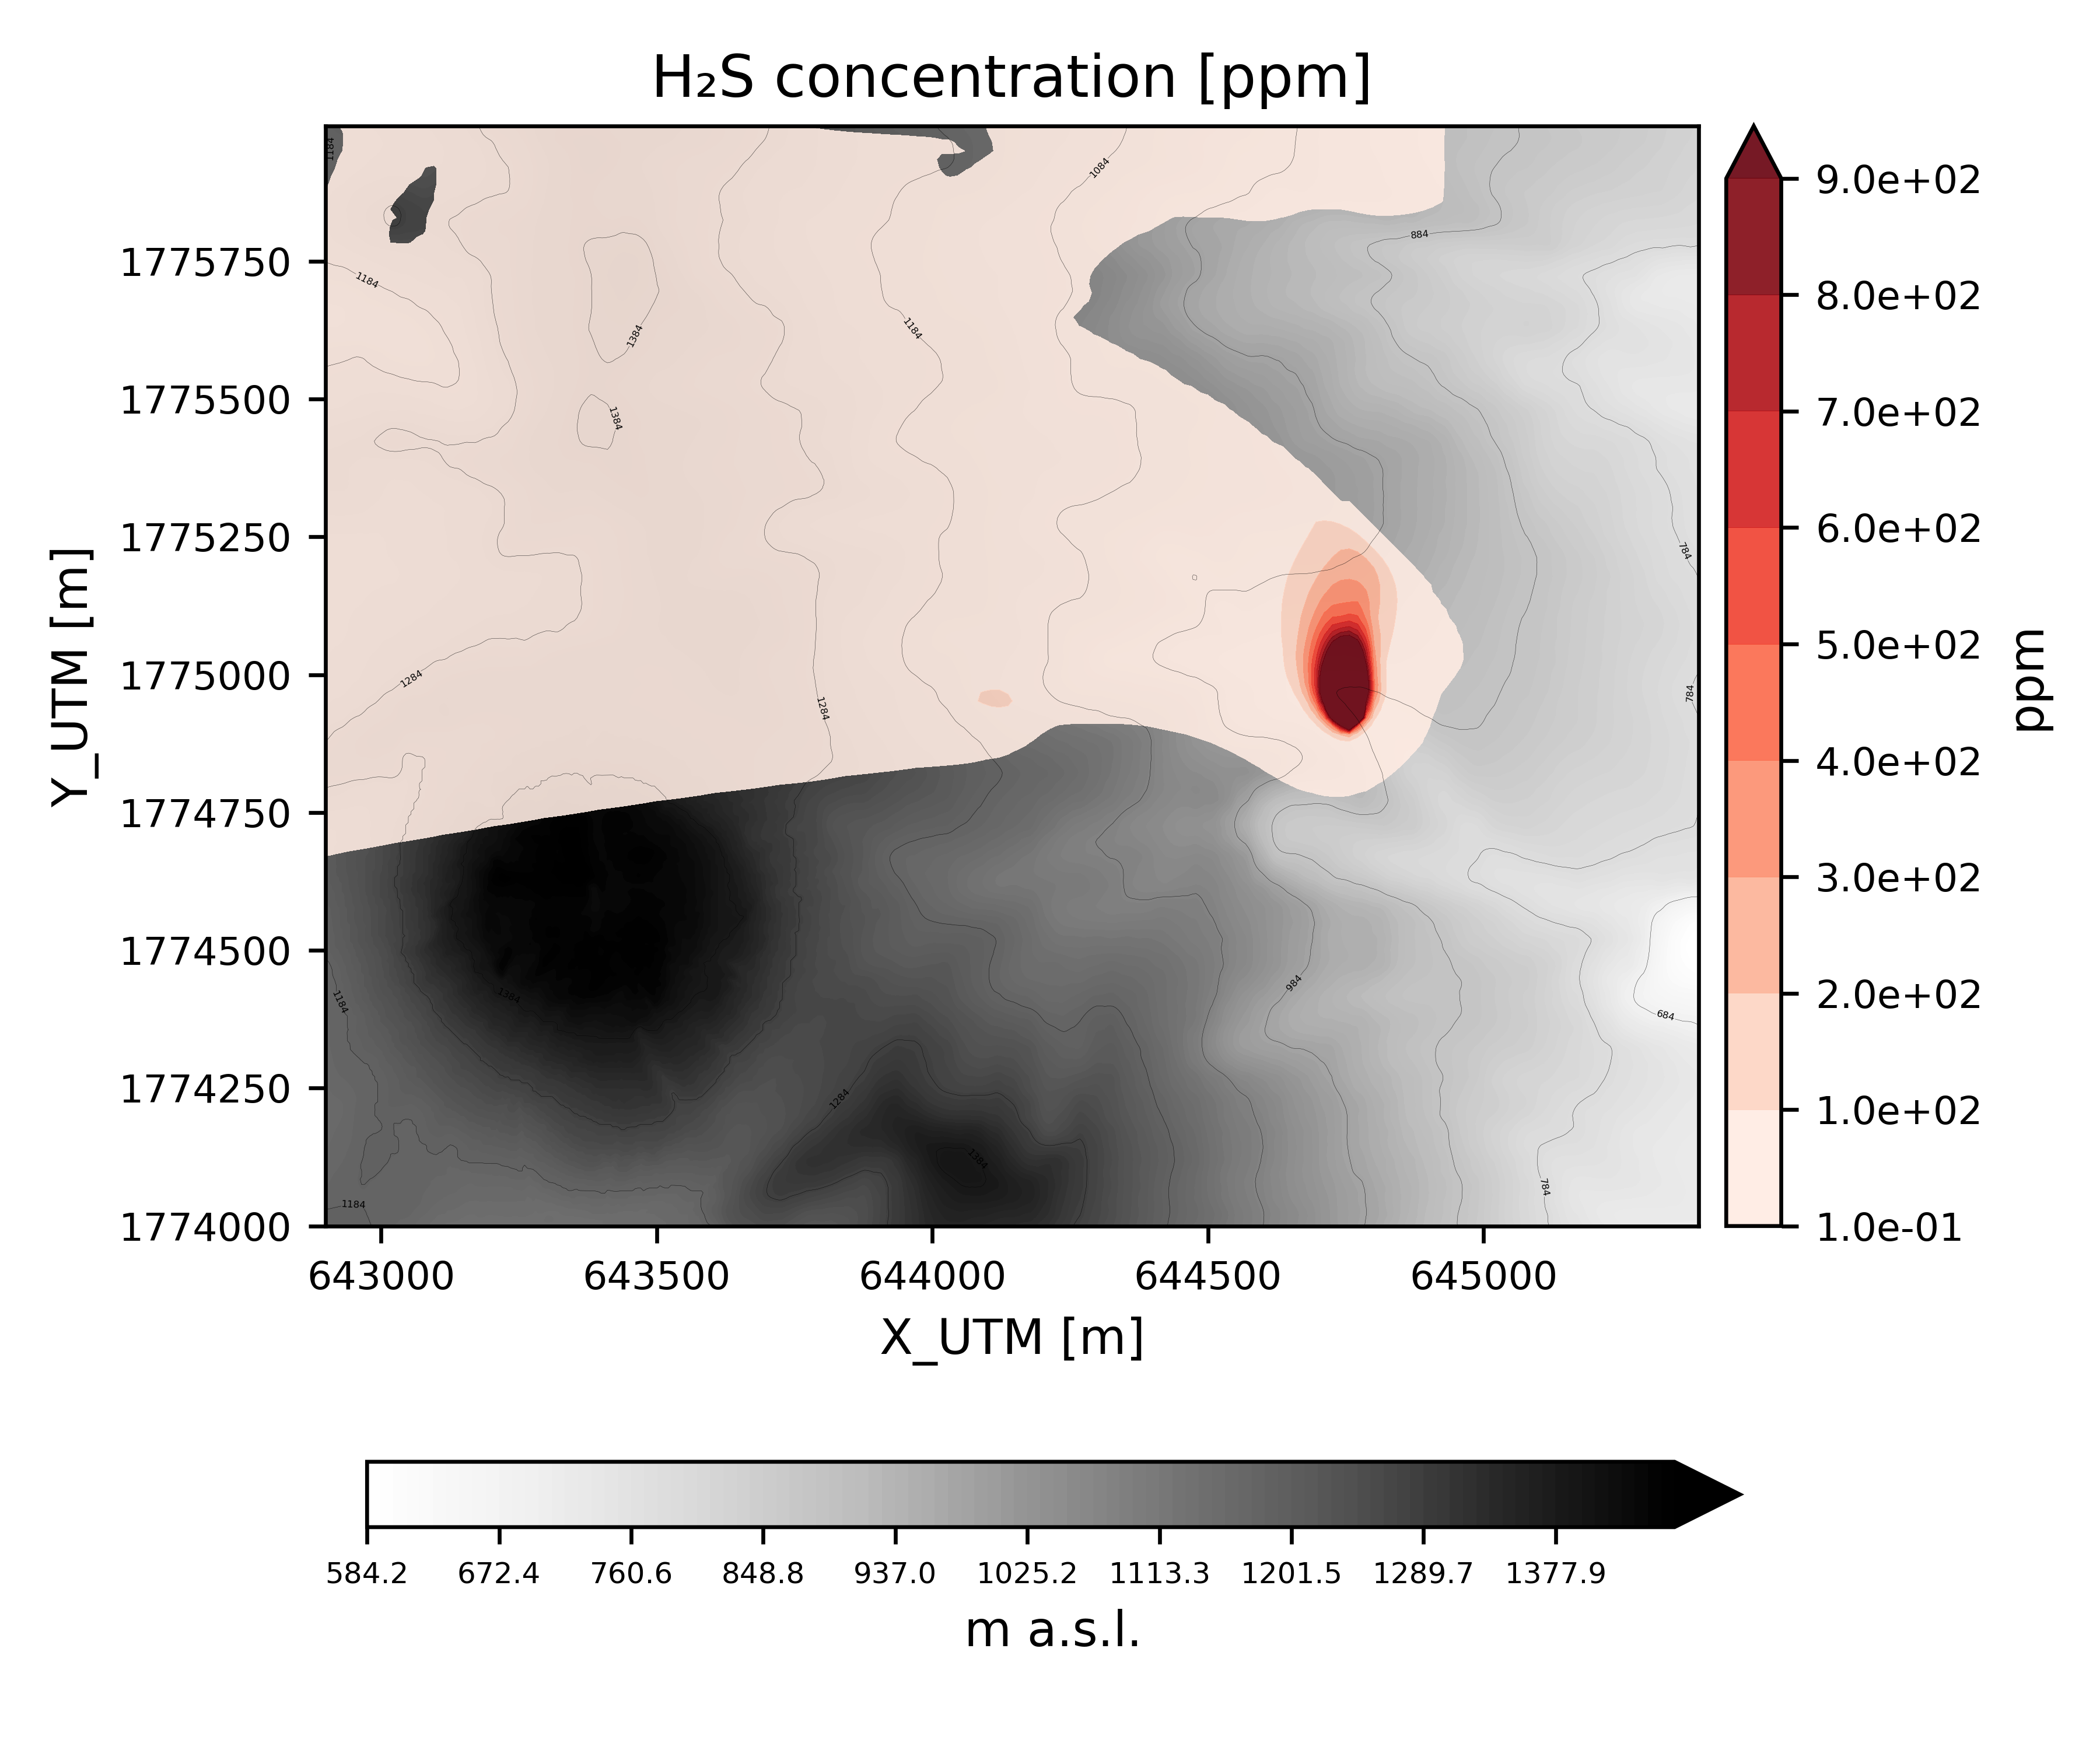 H₂S concentration [ppm]
1184
1084
884
1184
1184
1384
1384
784
1284
1284
784
1384
984
1184
684
1284
1384
784
1184
Y_UTM [m]
1775750
1775500
1775250
1775000
1774750
1774500
1774250
1774000
643000 643500 644000 644500 645000
X_UTM [m]
9.0e+02
8.0e+02
7.0e+02
6.0e+02
5.0e+02
4.0e+02
3.0e+02
2.0e+02
1.0e+02
1.0e-01
ppm
584.2 672.4 760.6 848.8 937.0 1025.2 1113.3 1201.5 1289.7 1377.9
m a.s.l.